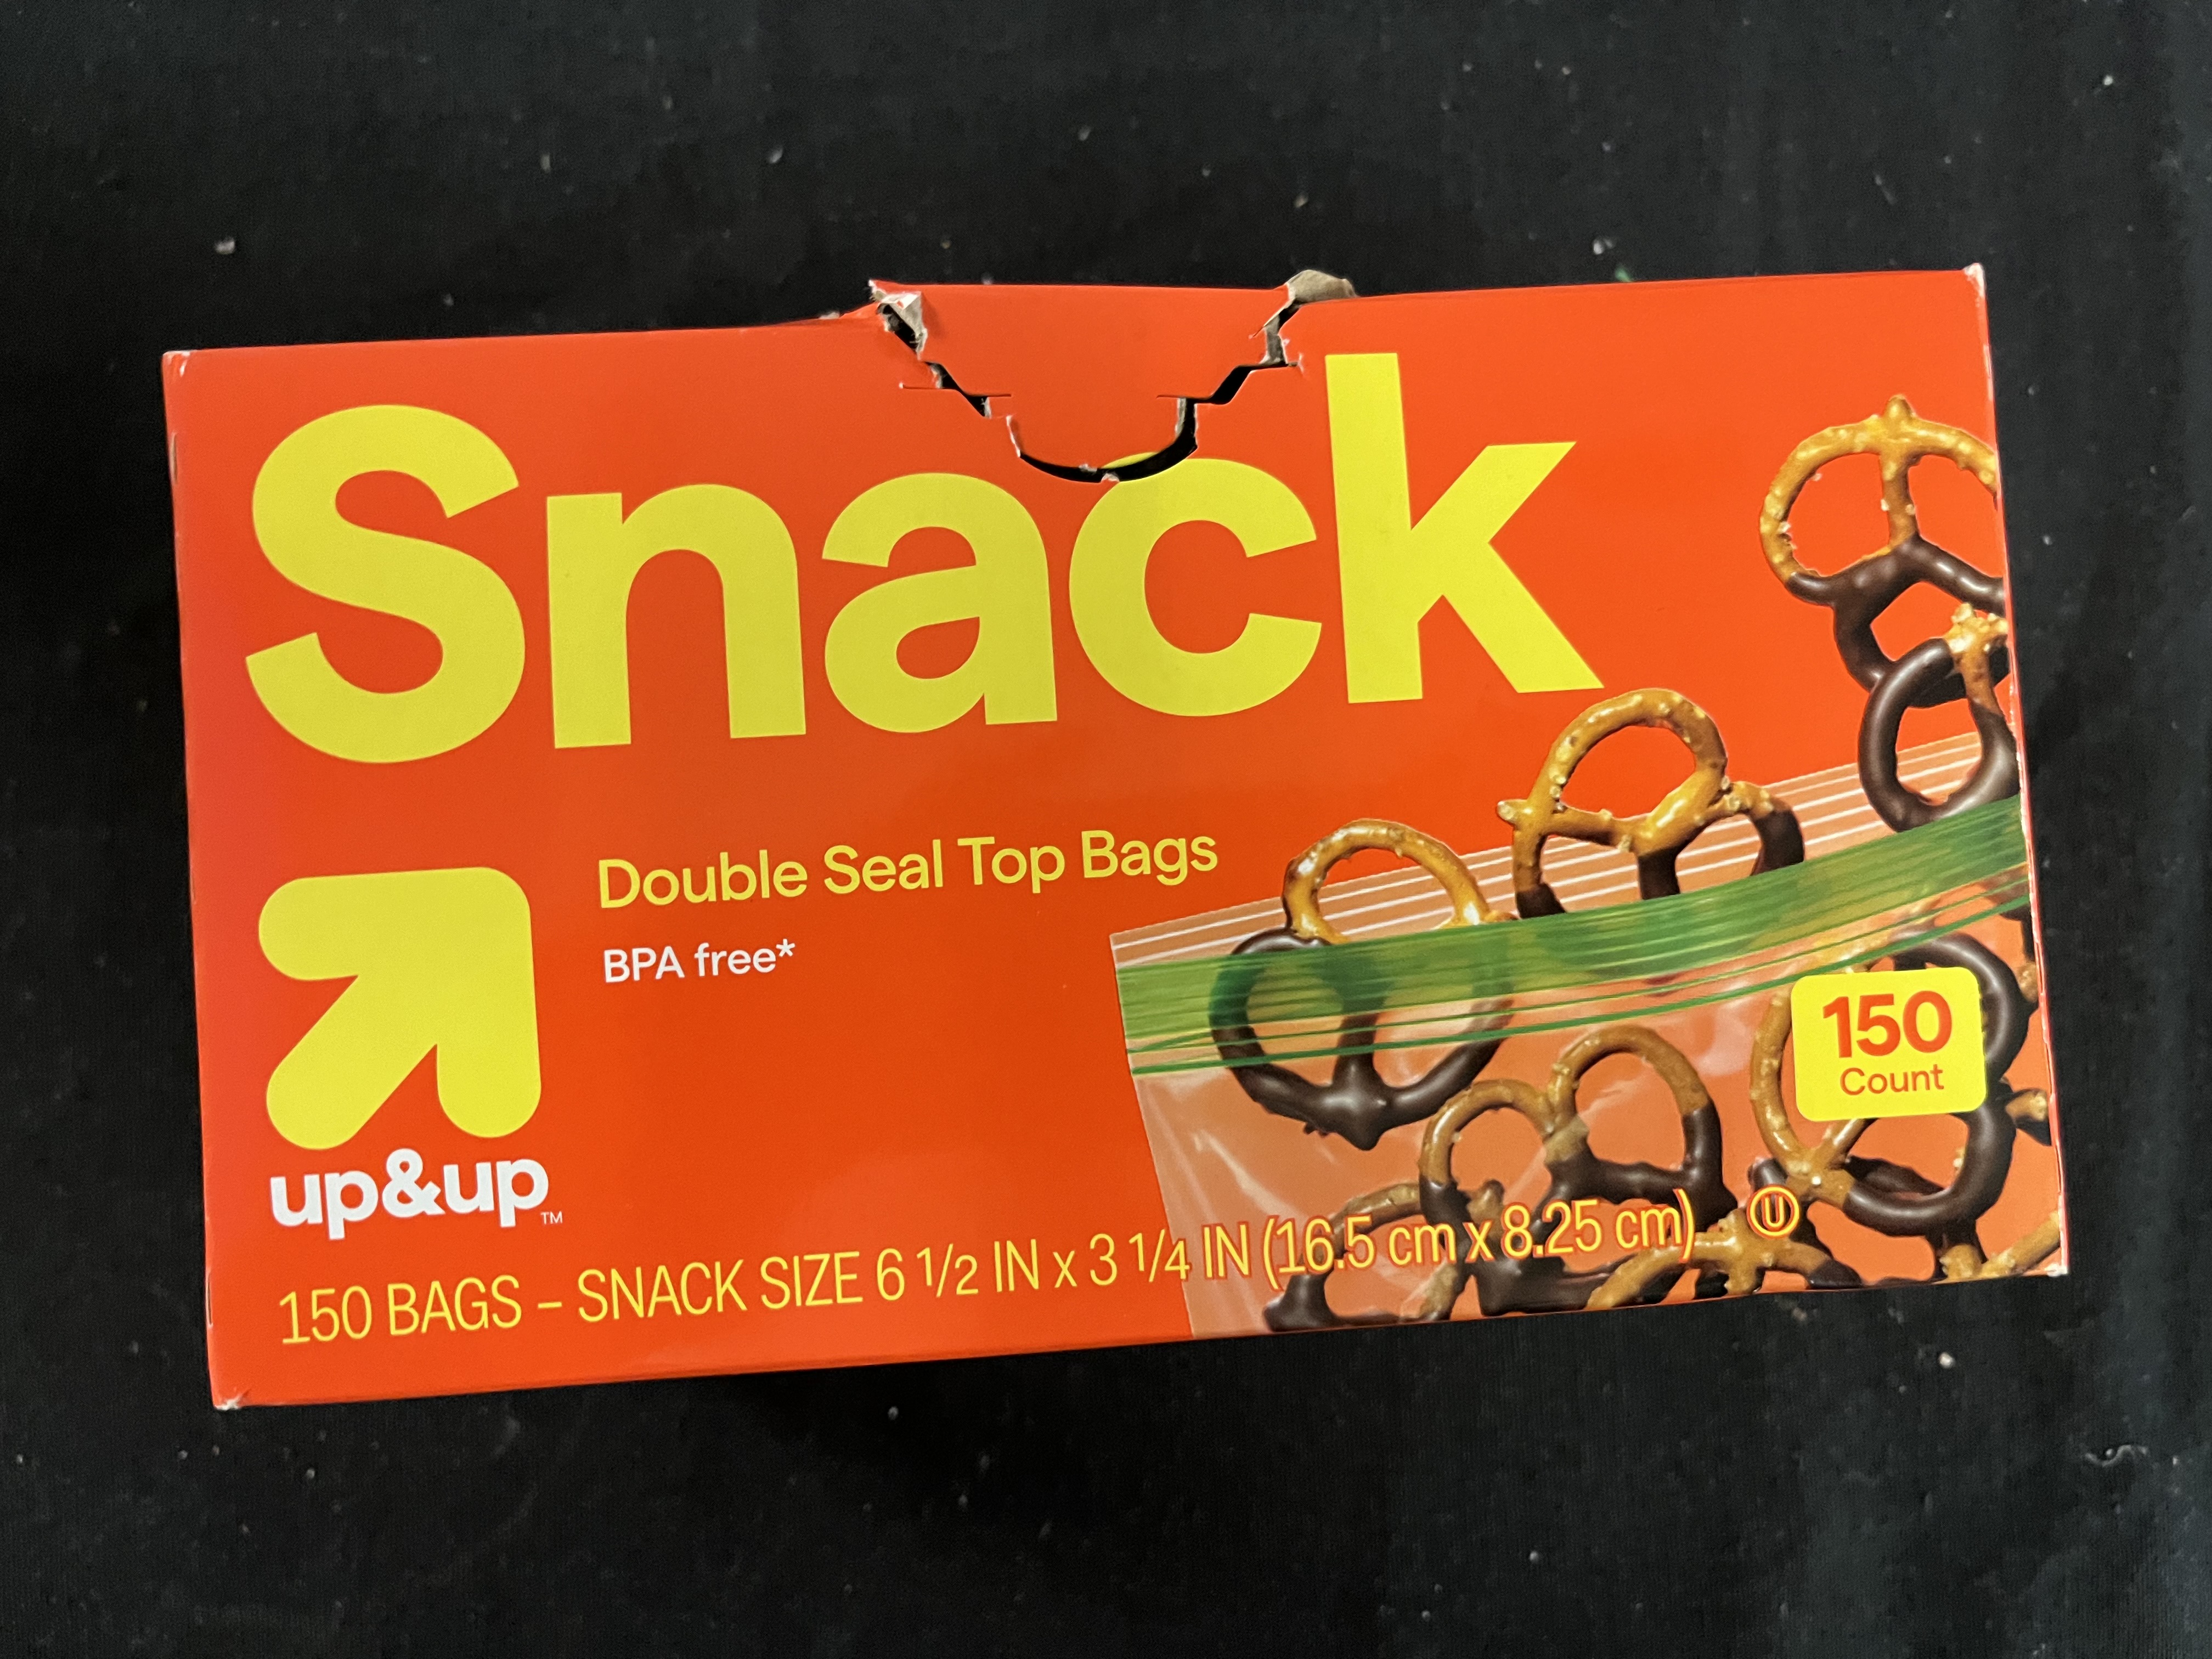 Snack
Double Seal Top Bags
BPA free*
150
Count
up&up™
150 BAGS – SNACK SIZE 6 1/2 IN x 3 1/4 IN (16.5 cm x 8.25 cm) Ⓤ